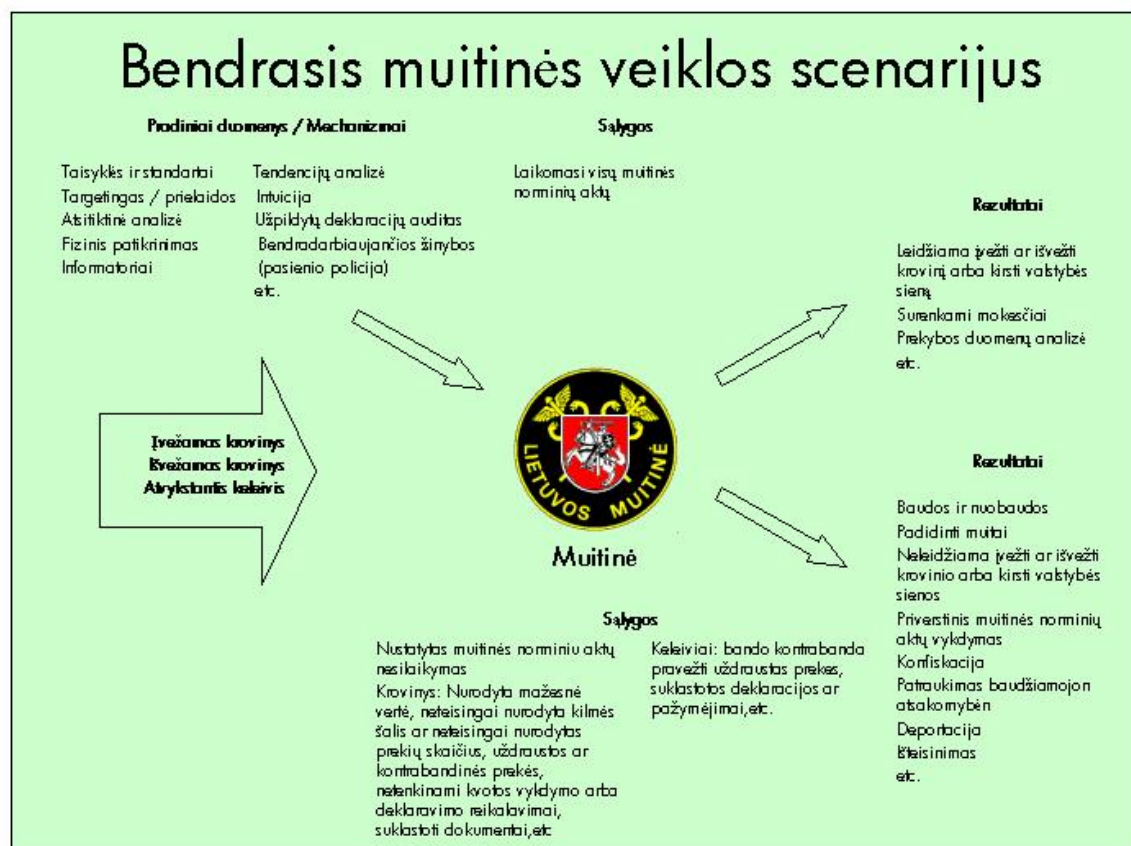 Bendrasis muitinės veiklos scenarijus
Pradiniai duomenys / Mechanizmai
Taisyklės ir standartai
Targetingas / prielaidos
Atsitiktinė analizė
Fizinis patikrinimas
Informatoriai
Tendencijų analizė
Intuicija
Užpildytų deklaracijų auditas
Bendradarbiaujančios žinybos
(pasienio policija)
etc.
Sąlygos
Laikomasi visų muitinės
norminių aktų
Rezultatai
Leidžiama įvežti ar išvežti
krovinį arba kirsti valstybės
sieną
Surenkami mokesčiai
Prekybos duomenų analizė
etc.
Įvežamas krovinys
Išvežamas krovinys
Atvykstantis keleivis
LIETUVOS MUITINĖ
Muitinė
Rezultatai
Baudos ir nuobaudos
Padidinti muitai
Neleidžiama įvežti ar išvežti
krovinio arba kirsti valstybės
sienos
Priverstinis muitinės norminių
aktų vykdymas
Konfiskacija
Patraukimas baudžiamojon
atsakomybėn
Deportacija
Išteisinimas
etc.
Sąlygos
Nustatytas muitinės norminiu aktų
nesilaikymas
Krovinys: Nurodyta mažesnė
vertė, neteisingai nurodyta kilmės
šalis ar neteisingai nurodytas
prekių skaičius, uždraustos ar
kontrabandinės prekės,
netenkinami kvotos vykdymo arba
deklaravimo reikalavimai,
suklastoti dokumentai,etc
Keleiviai: bando kontrabanda
pravežti uždraustas prekes,
suklastotos deklaracijos ar
pažymėjimai,etc.